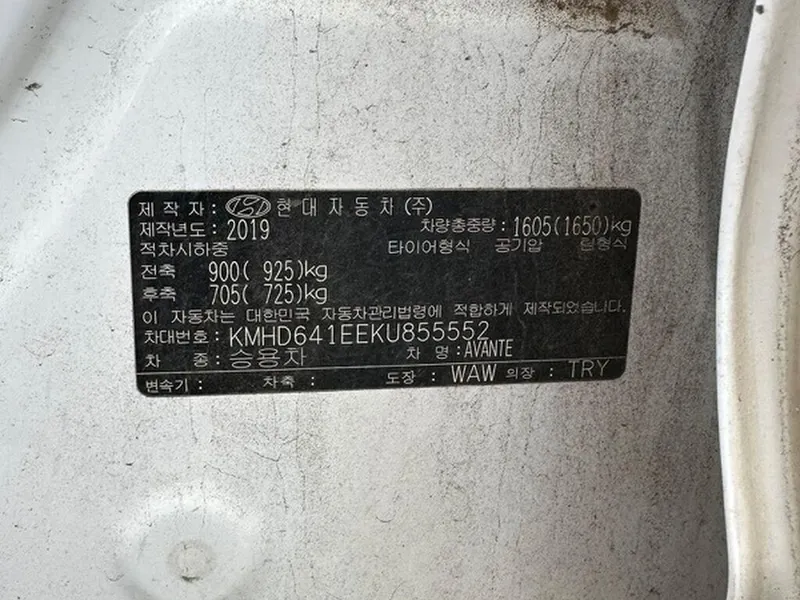 제 작 자 : 현대자동차(주)
제작년도 : 2019 차량총중량 : 1605(1650)kg
적차시하중 타이어형식 공기압 림형식
전축 900( 925)kg
후축 705( 725)kg
이 자동차는 대한민국 자동차관리법령에 적합하게 제작되었습니다.
차대번호 : KMHD641EEKU855552
차 종 : 승용차 차 명 : AVANTE
변속기 : 차축 : 도장 : WAW 의장 : TRY